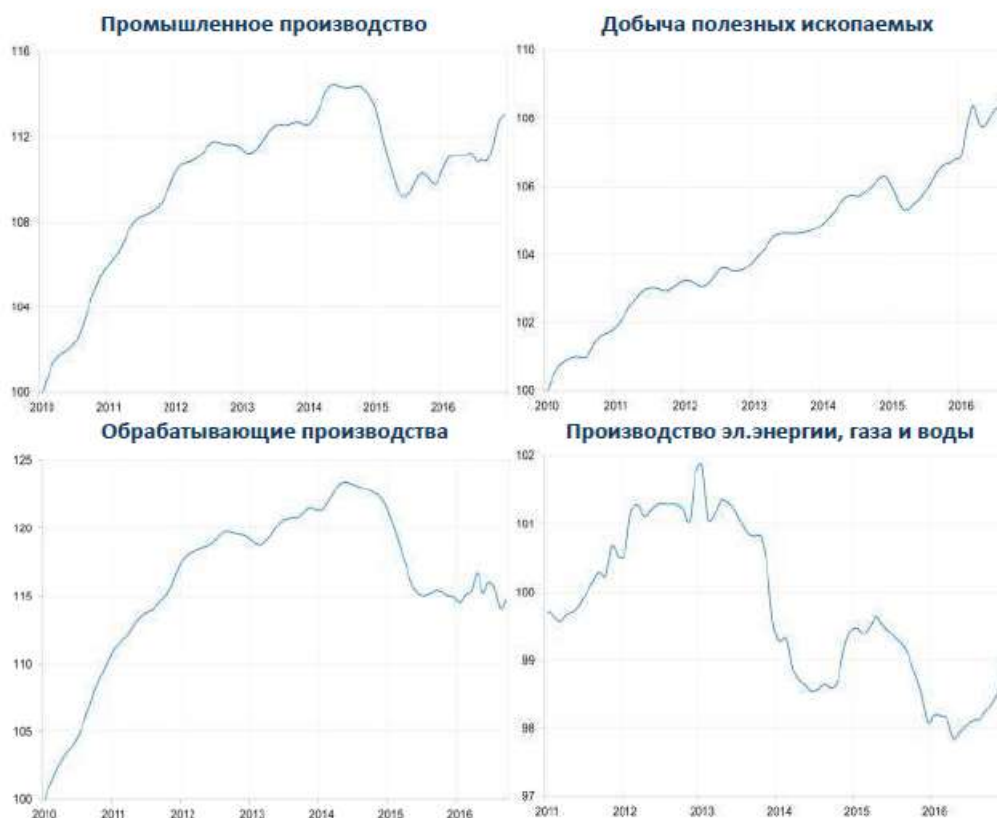 Промышленное производство
116
112
108
104
100
2010 2011 2012 2013 2014 2015 2016
Добыча полезных ископаемых
110
108
106
104
102
100
2010 2011 2012 2013 2014 2015 2016
Обрабатывающие производства
125
120
115
110
105
100
2010 2011 2012 2013 2014 2015 2016
Производство эл.энергии, газа и воды
102
101
100
99
98
97
2011 2012 2013 2014 2015 2016